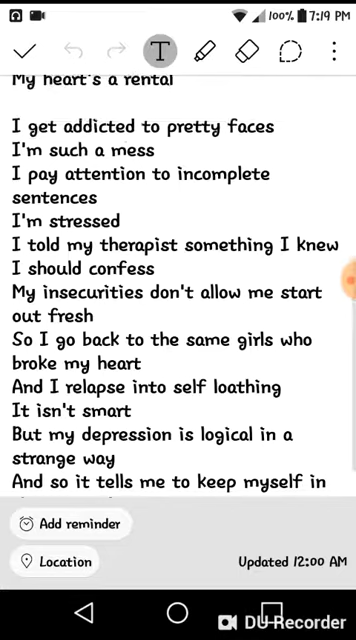 100% 7:19 PM
T
My heart's a rental
I get addicted to pretty faces
I'm such a mess
I pay attention to incomplete
sentences
I'm stressed
I told my therapist something I knew
I should confess
My insecurities don't allow me start
out fresh
So I go back to the same girls who
broke my heart
And I relapse into self loathing
It isn't smart
But my depression is logical in a
strange way
And so it tells me to keep myself in
Add reminder
Location Updated 12:00 AM
DU Recorder